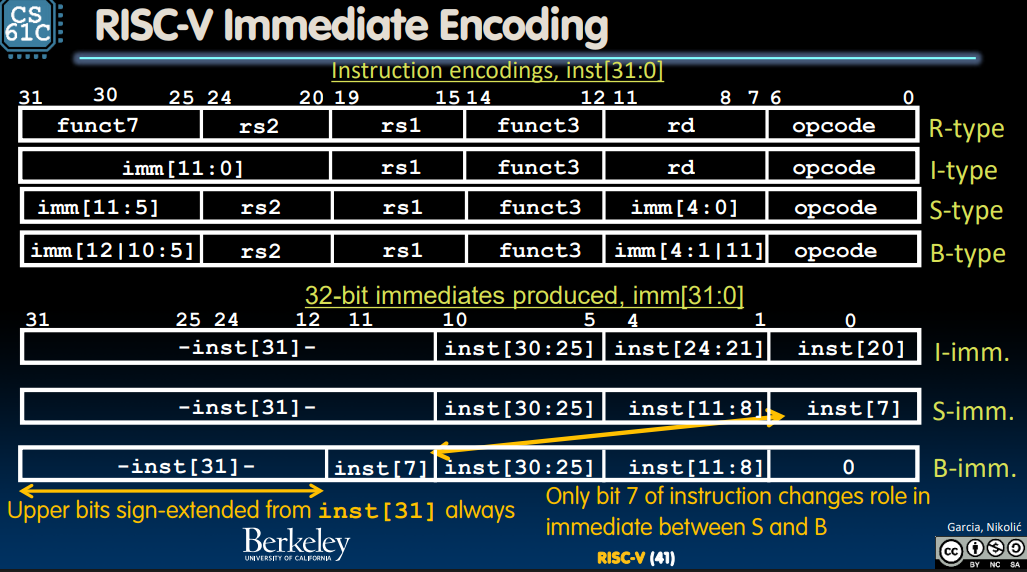 CS
61C
RISC-V Immediate Encoding
Instruction encodings, inst[31:0]
31 30 25 24 20 19 15 14 12 11 8 7 6 0
funct7 rs2 rs1 funct3 rd opcode R-type
imm[11:0] rs1 funct3 rd opcode I-type
imm[11:5] rs2 rs1 funct3 imm[4:0] opcode S-type
imm[12|10:5] rs2 rs1 funct3 imm[4:1|11] opcode B-type
32-bit immediates produced, imm[31:0]
31 25 24 12 11 10 5 4 1 0
-inst[31]- inst[30:25] inst[24:21] inst[20] I-imm.
-inst[31]- inst[30:25] inst[11:8] inst[7] S-imm.
-inst[31]- inst[7] inst[30:25] inst[11:8] 0 B-imm.
Upper bits sign-extended from inst[31] always
Only bit 7 of instruction changes role in
immediate between S and B
Berkeley
UNIVERSITY OF CALIFORNIA
RISC-V (41)
Garcia, Nikolić
cc
BY NC SA